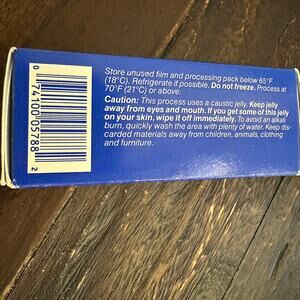 Store unused film and processing pack below 65°F
(18°C). Refrigerate if possible. Do not freeze. Process at
70°F (21°C) or above.
Caution: This process uses a caustic jelly. Keep jelly
away from eyes and mouth. If you get some of this jelly
on your skin, wipe it off immediately. To avoid an alkali
burn, quickly wash the area with plenty of water. Keep dis-
carded materials away from children, animals, clothing
and furniture.
0 74100 05788 2